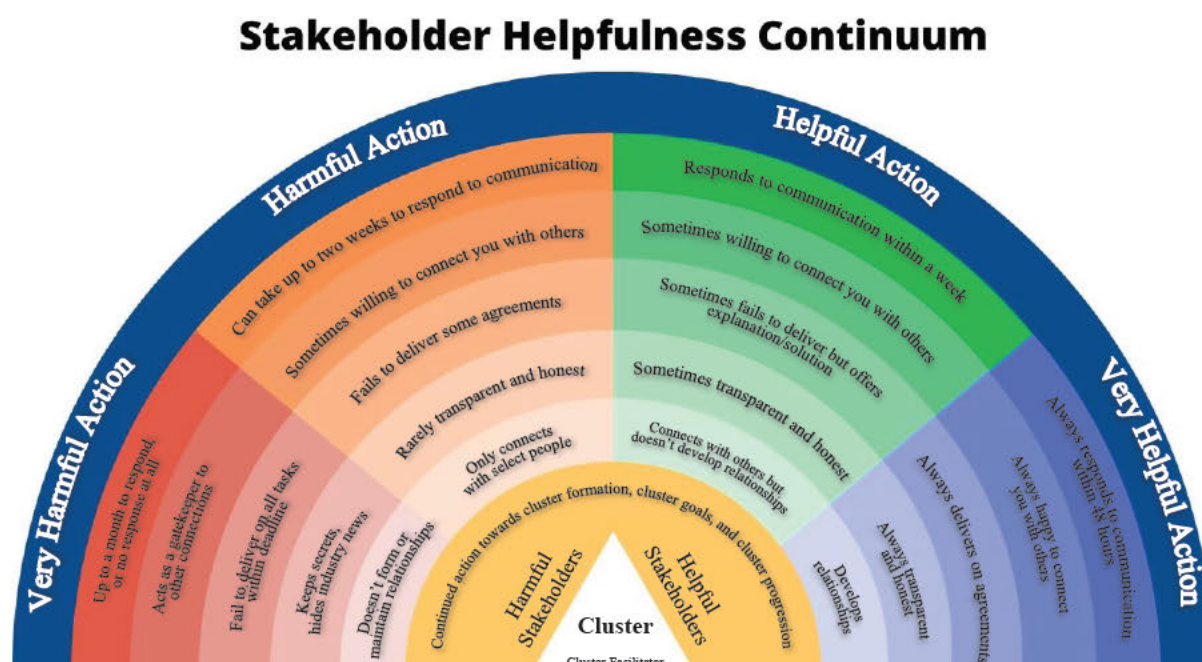 Stakeholder Helpfulness Continuum
Very Harmful Action
Harmful Action
Helpful Action
Very Helpful Action
Up to a month to respond,
or no response at all
Acts as a gatekeeper to
other connections
Fail to deliver on all tasks
within deadline
Keeps secrets,
hides industry news
Doesn't form or
maintain relationships
Can take up to two weeks to respond to communication
Sometimes willing to connect you with others
Fails to deliver some agreements
Rarely transparent and honest
Only connects
with select people
Responds to communication within a week
Sometimes willing to connect you with others
Sometimes fails to deliver but offers
explanation/solution
Sometimes transparent and honest
Connects with others but
doesn't develop relationships
Always responds to communication
within 48 hours
Always happy to connect
you with others
Always delivers on agreements
Always transparent
and honest
Develops
relationships
Continued action towards cluster formation, cluster goals, and cluster progression
Harmful
Stakeholders
Helpful
Stakeholders
Cluster
Cluster Facilitator